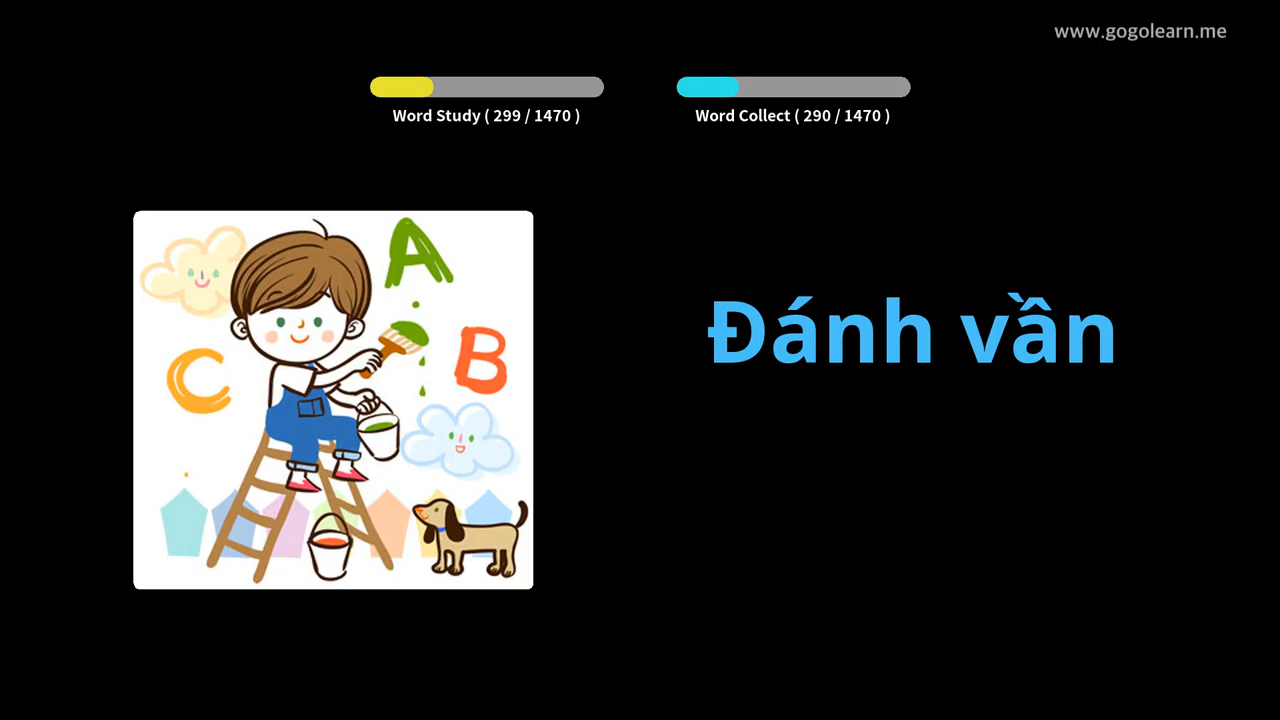 www.gogolearn.me
Word Study ( 299 / 1470 )
Word Collect ( 290 / 1470 )
A
B
C
Đánh vần